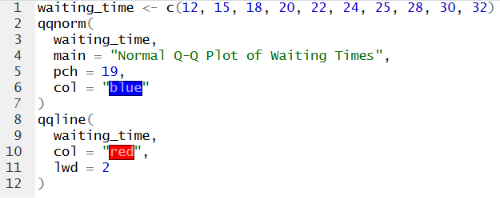 1 waiting_time <- c(12, 15, 18, 20, 22, 24, 25, 28, 30, 32)
2 qqnorm(
3   waiting_time,
4   main = "Normal Q-Q Plot of Waiting Times",
5   pch = 19,
6   col = "blue"
7 )
8 qqline(
9   waiting_time,
10   col = "red",
11   lwd = 2
12 )